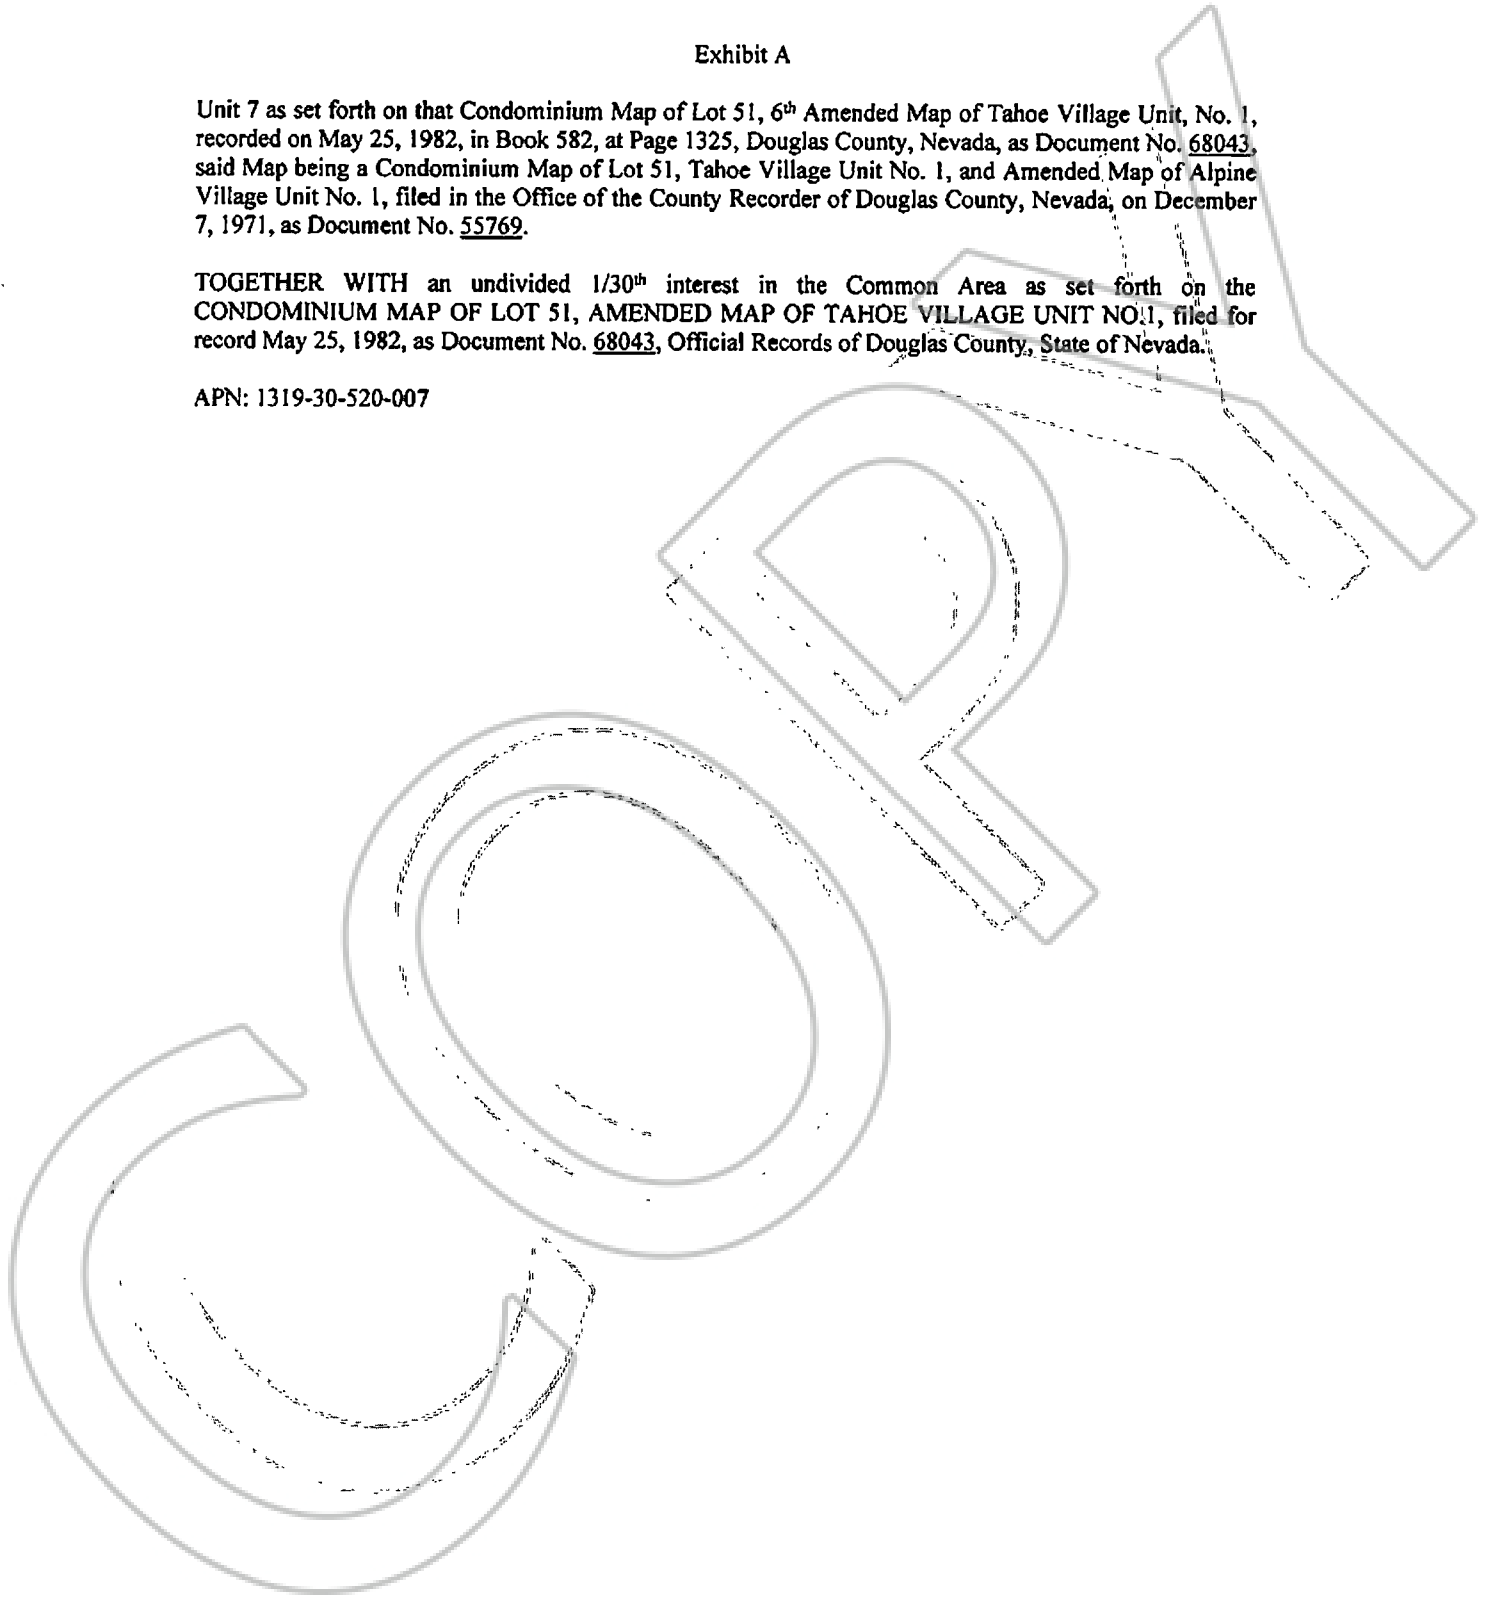 Exhibit A
Unit 7 as set forth on that Condominium Map of Lot 51, 6th Amended Map of Tahoe Village Unit, No. 1,
recorded on May 25, 1982, in Book 582, at Page 1325, Douglas County, Nevada, as Document No. 68043,
said Map being a Condominium Map of Lot 51, Tahoe Village Unit No. 1, and Amended Map of Alpine
Village Unit No. 1, filed in the Office of the County Recorder of Douglas County, Nevada, on December
7, 1971, as Document No. 55769.
TOGETHER WITH an undivided 1/30th interest in the Common Area as set forth on the
CONDOMINIUM MAP OF LOT 51, AMENDED MAP OF TAHOE VILLAGE UNIT NO.1, filed for
record May 25, 1982, as Document No. 68043, Official Records of Douglas County, State of Nevada.
APN: 1319-30-520-007
COPY